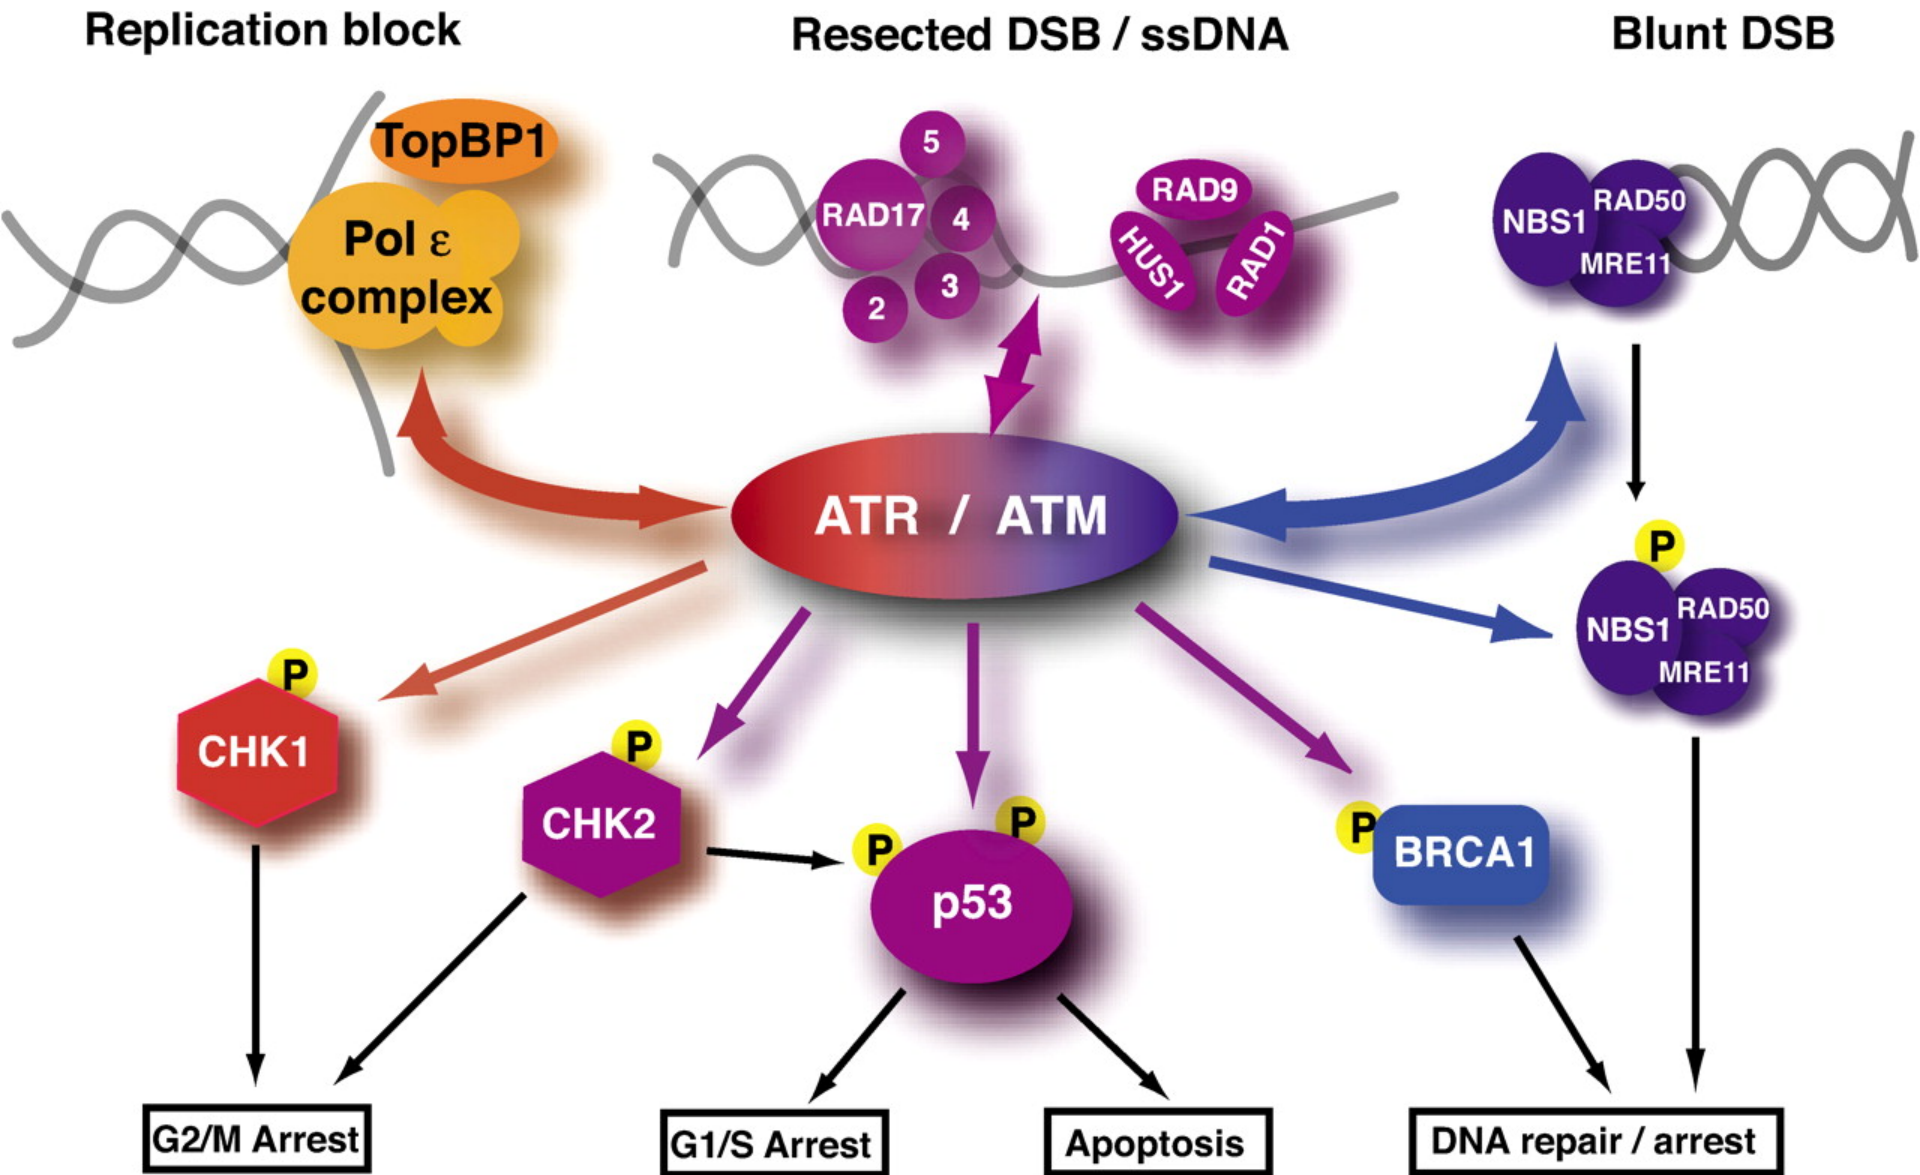 Replication block
Resected DSB / ssDNA
Blunt DSB
TopBP1
Pol ε
complex
5
RAD17
4
3
2
RAD9
HUS1
RAD1
NBS1
RAD50
MRE11
ATR / ATM
P
NBS1
RAD50
MRE11
P
CHK1
P
CHK2
P
P
p53
P
BRCA1
G2/M Arrest
G1/S Arrest
Apoptosis
DNA repair / arrest